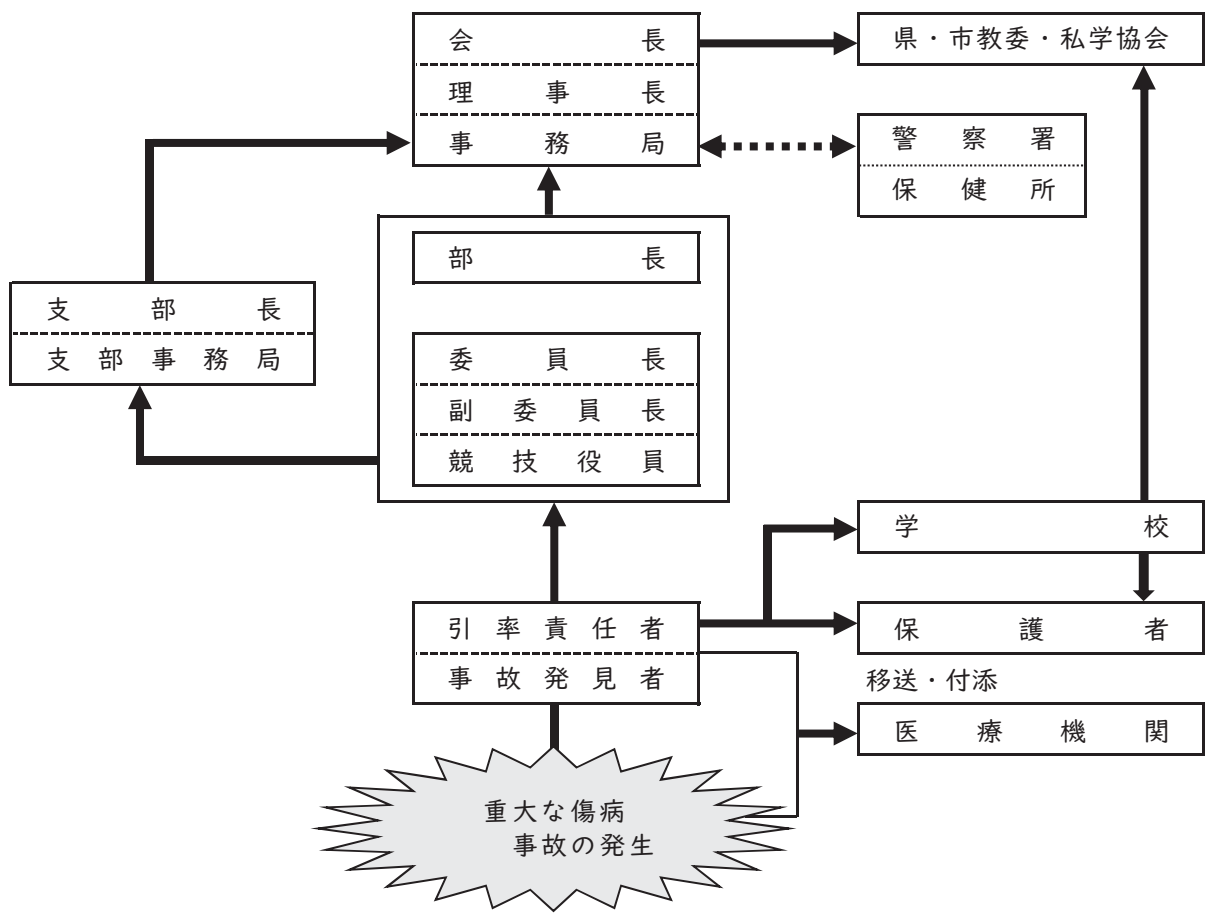 会長
理事長
事務局
県・市教委・私学協会
警察署
保健所
部長
支部長
支部事務局
委員長
副委員長
競技役員
学校
引率責任者
事故発見者
保護者
移送・付添
医療機関
重大な傷病
事故の発生